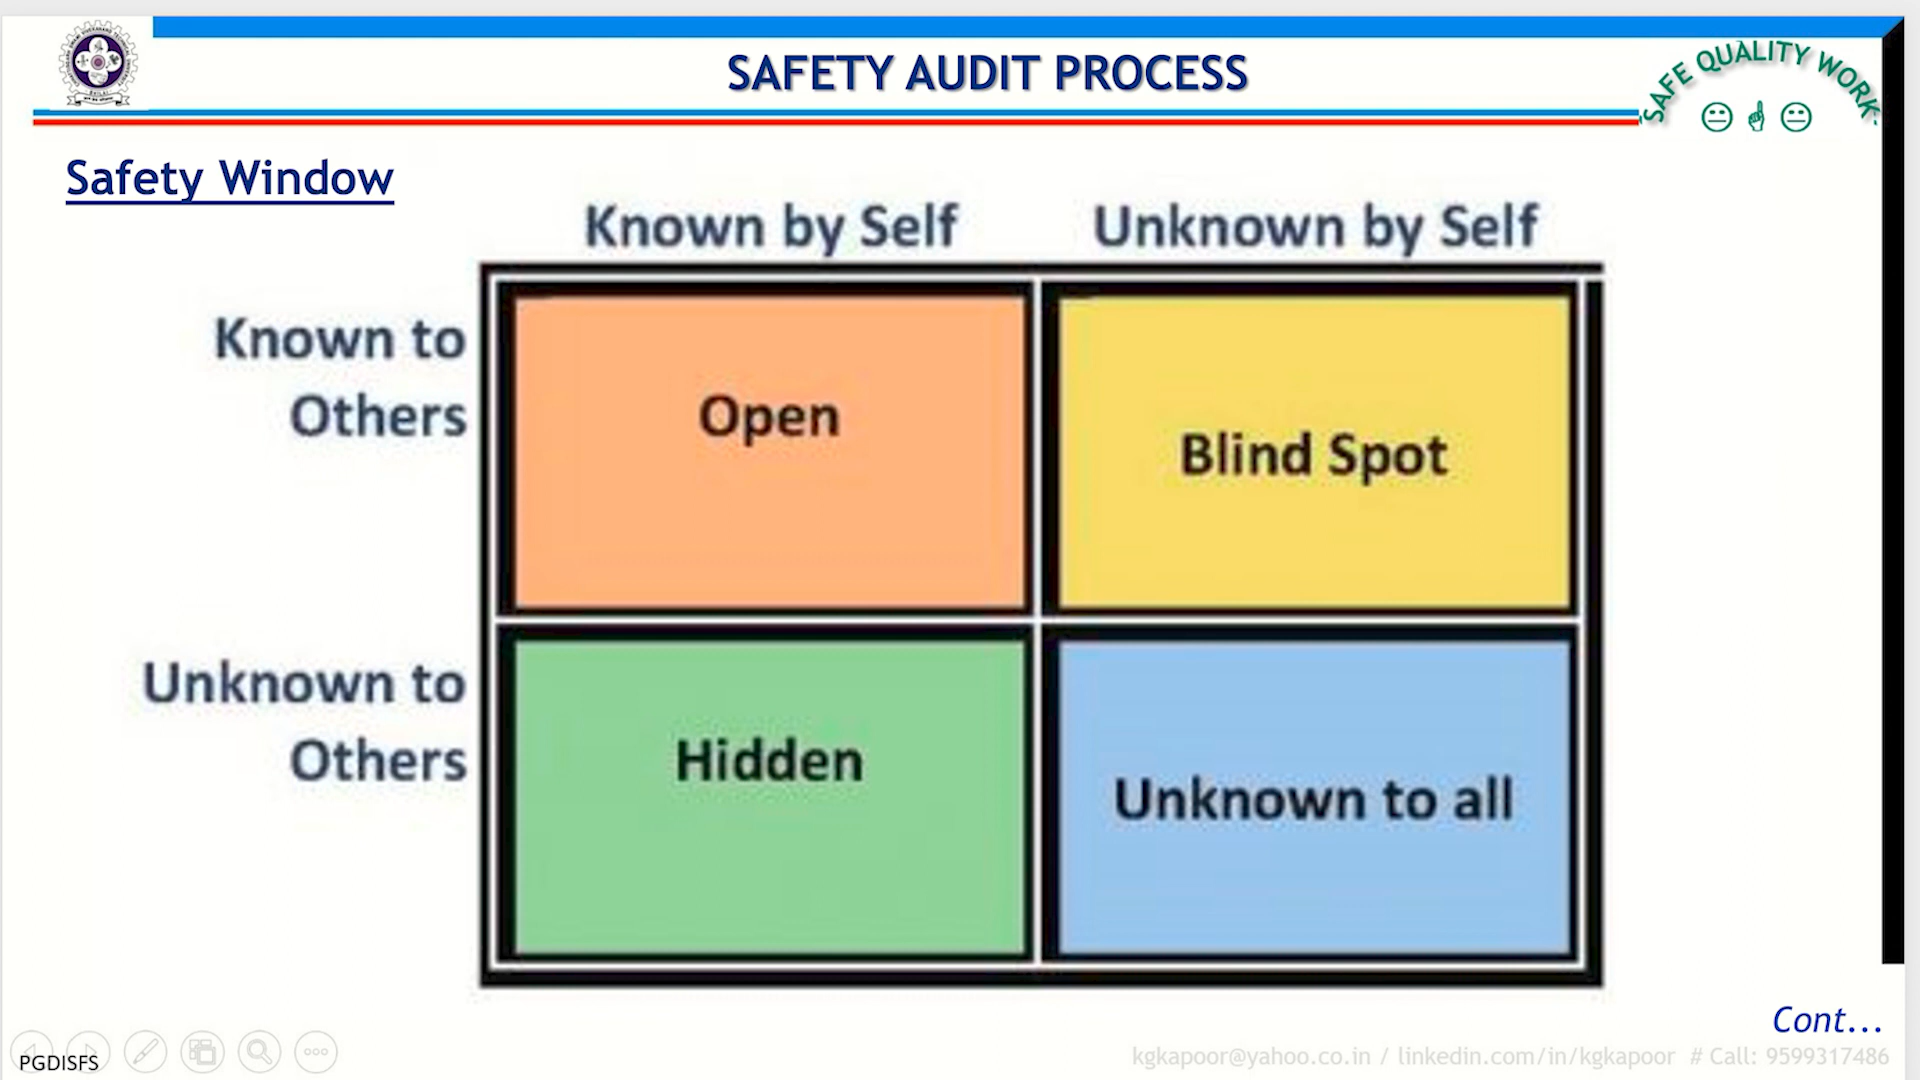 SAFETY AUDIT PROCESS
SAFE QUALITY WORK
Safety Window
Known by Self Unknown by Self
Known to
Others
Open
Blind Spot
Unknown to
Others
Hidden
Unknown to all
Cont...
PGDISFS
kgkapoor@yahoo.co.in / linkedin.com/in/kgkapoor # Call: 9599317486